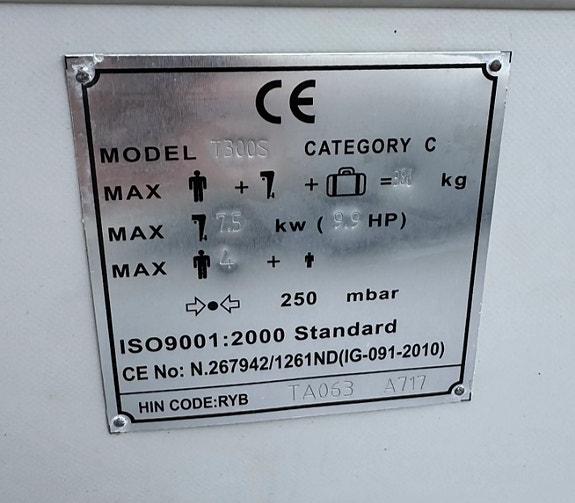 CE
MODEL T300S CATEGORY C
MAX + + = kg
MAX 7.5 kw ( 9.9 HP)
MAX 4 +
250 mbar
ISO9001:2000 Standard
CE No: N.267942/1261ND(IG-091-2010)
HIN CODE:RYB TA063 A717